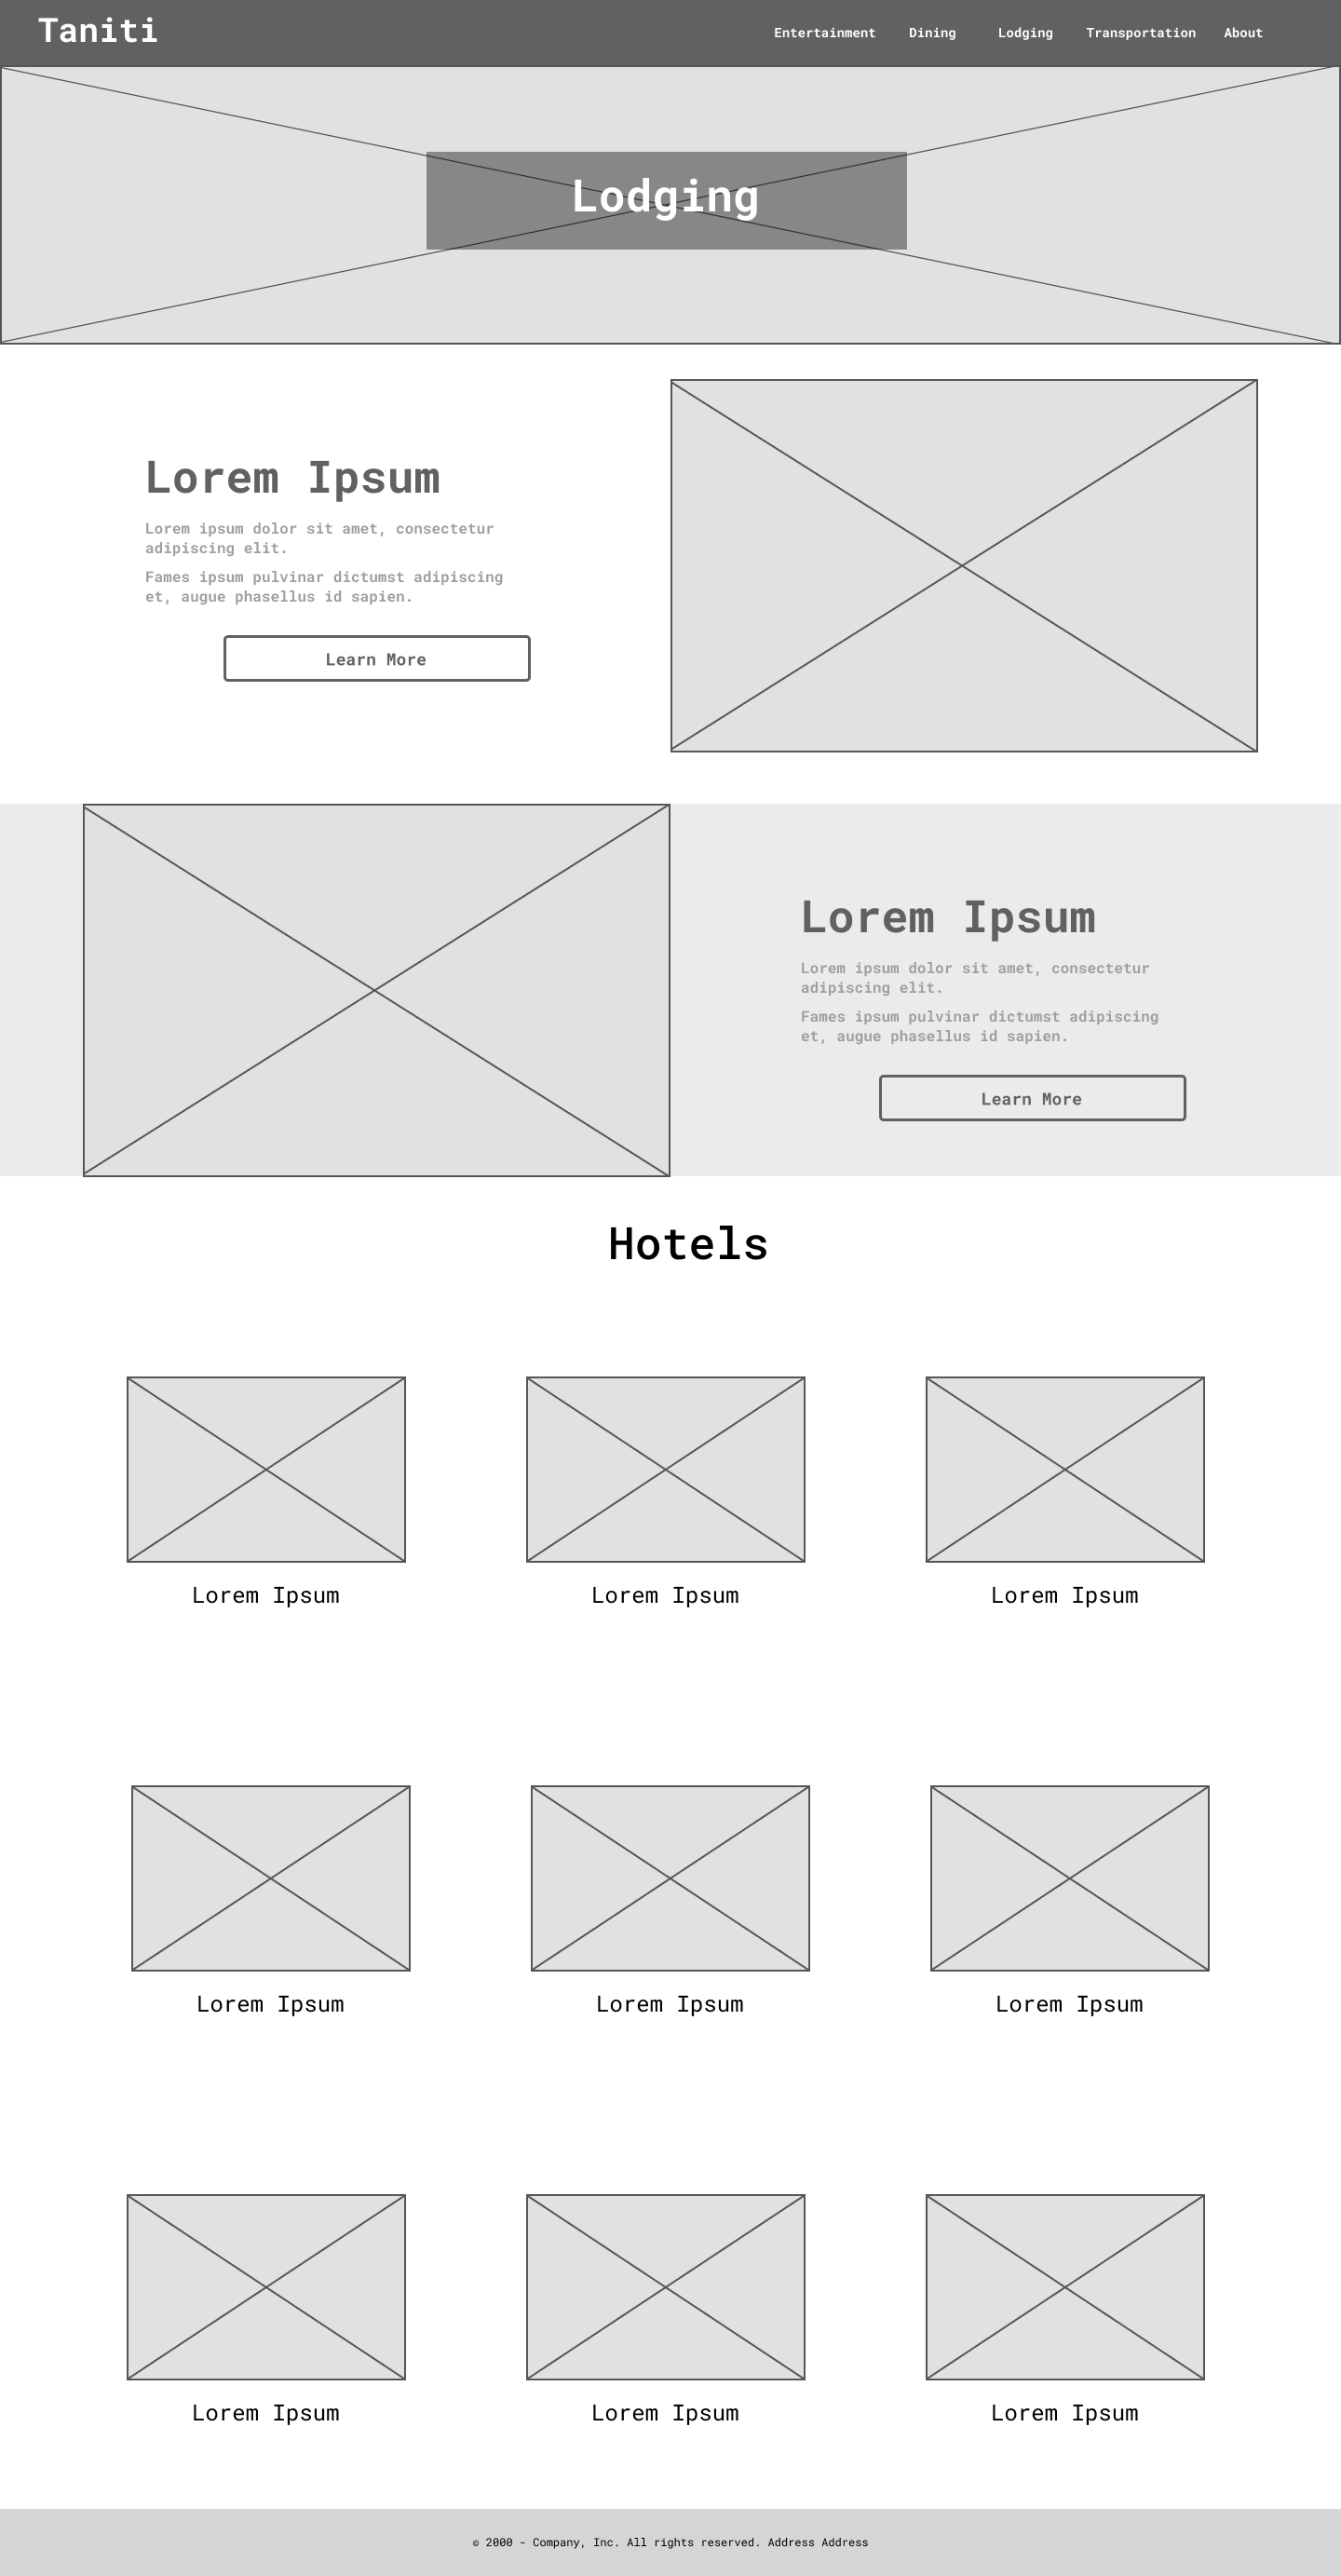 Taniti
Entertainment Dining Lodging Transportation About
Lodging
Lorem Ipsum
Lorem ipsum dolor sit amet, consectetur
adipiscing elit.
Fames ipsum pulvinar dictumst adipiscing
et, augue phasellus id sapien.
Learn More
Lorem Ipsum
Lorem ipsum dolor sit amet, consectetur
adipiscing elit.
Fames ipsum pulvinar dictumst adipiscing
et, augue phasellus id sapien.
Learn More
Hotels
Lorem Ipsum Lorem Ipsum Lorem Ipsum
Lorem Ipsum Lorem Ipsum Lorem Ipsum
Lorem Ipsum Lorem Ipsum Lorem Ipsum
© 2000 - Company, Inc. All rights reserved. Address Address